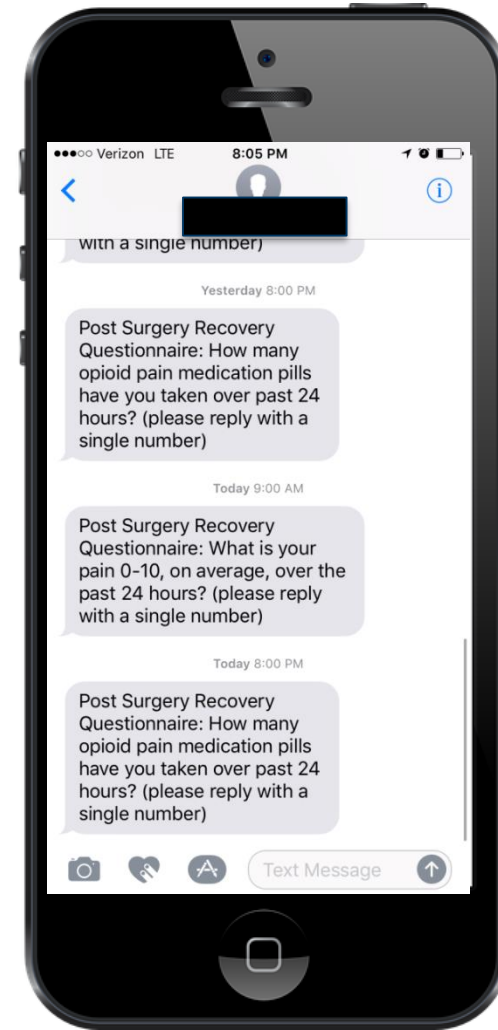 ●●●○○ Verizon LTE 8:05 PM
with a single number)
Yesterday 8:00 PM
Post Surgery Recovery
Questionnaire: How many
opioid pain medication pills
have you taken over past 24
hours? (please reply with a
single number)
Today 9:00 AM
Post Surgery Recovery
Questionnaire: What is your
pain 0-10, on average, over the
past 24 hours? (please reply
with a single number)
Today 8:00 PM
Post Surgery Recovery
Questionnaire: How many
opioid pain medication pills
have you taken over past 24
hours? (please reply with a
single number)
Text Message